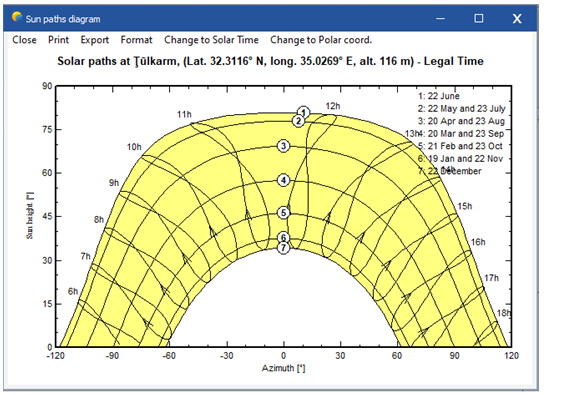 Sun paths diagram
Close Print Export Format Change to Solar Time Change to Polar coord.
Solar paths at Ţūlkarm, (Lat. 32.3116° N, long. 35.0269° E, alt. 116 m) - Legal Time
90
75
60
45
30
15
0
Sun height [°]
-120 -90 -60 -30 0 30 60 90 120
Azimuth [°]
6h
7h
8h
9h
10h
11h
12h
13h
14h
15h
16h
17h
18h
1
2
3
4
5
6
7
1: 22 June
2: 22 May and 23 July
3: 20 Apr and 23 Aug
4: 20 Mar and 23 Sep
5: 21 Feb and 23 Oct
6: 19 Jan and 22 Nov
7: 22 December